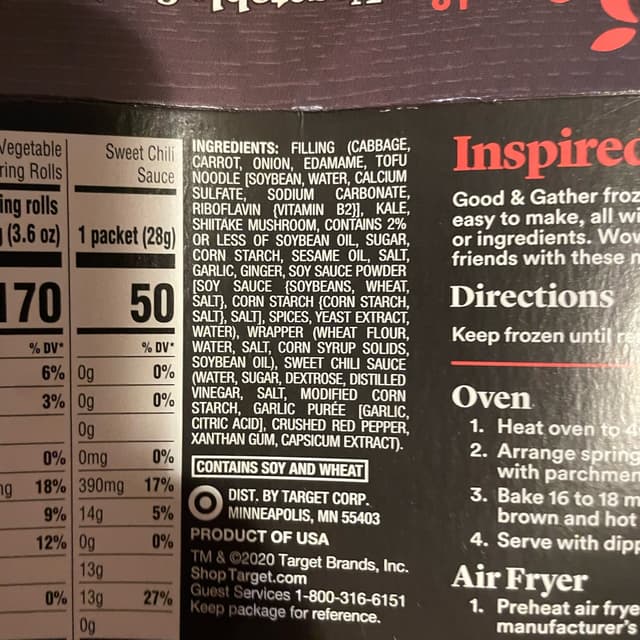 Vegetable
ring Rolls
ing rolls
(3.6 oz)
170
% DV*
6%
3%
0%
18%
9%
12%
0%
Sweet Chili
Sauce
1 packet (28g)
50
% DV*
0g 0%
0g 0%
0g
0mg 0%
390mg 17%
14g 5%
0g 0%
13g
13g 27%
0g
INGREDIENTS: FILLING (CABBAGE,
CARROT, ONION, EDAMAME, TOFU
NOODLE [SOYBEAN, WATER, CALCIUM
SULFATE, SODIUM CARBONATE,
RIBOFLAVIN {VITAMIN B2}], KALE,
SHIITAKE MUSHROOM, CONTAINS 2%
OR LESS OF SOYBEAN OIL, SUGAR,
CORN STARCH, SESAME OIL, SALT,
GARLIC, GINGER, SOY SAUCE POWDER
[SOY SAUCE {SOYBEANS, WHEAT,
SALT}, CORN STARCH {CORN STARCH,
SALT}, SALT], SPICES, YEAST EXTRACT,
WATER), WRAPPER (WHEAT FLOUR,
WATER, SALT, CORN SYRUP SOLIDS,
SOYBEAN OIL), SWEET CHILI SAUCE
(WATER, SUGAR, DEXTROSE, DISTILLED
VINEGAR, SALT, MODIFIED CORN
STARCH, GARLIC PURÉE [GARLIC,
CITRIC ACID], CRUSHED RED PEPPER,
XANTHAN GUM, CAPSICUM EXTRACT).
CONTAINS SOY AND WHEAT
DIST. BY TARGET CORP.
MINNEAPOLIS, MN 55403
PRODUCT OF USA
TM & ©2020 Target Brands, Inc.
ShopTarget.com
Guest Services 1-800-316-6151
Keep package for reference.
Inspired
Good & Gather froz
easy to make, all w
or ingredients. Wow
friends with these
Directions
Keep frozen until
Oven
1. Heat oven to
2. Arrange spring
with parchmen
3. Bake 16 to 18 m
brown and hot
4. Serve with dipp
Air Fryer
1. Preheat air frye
manufacturer's